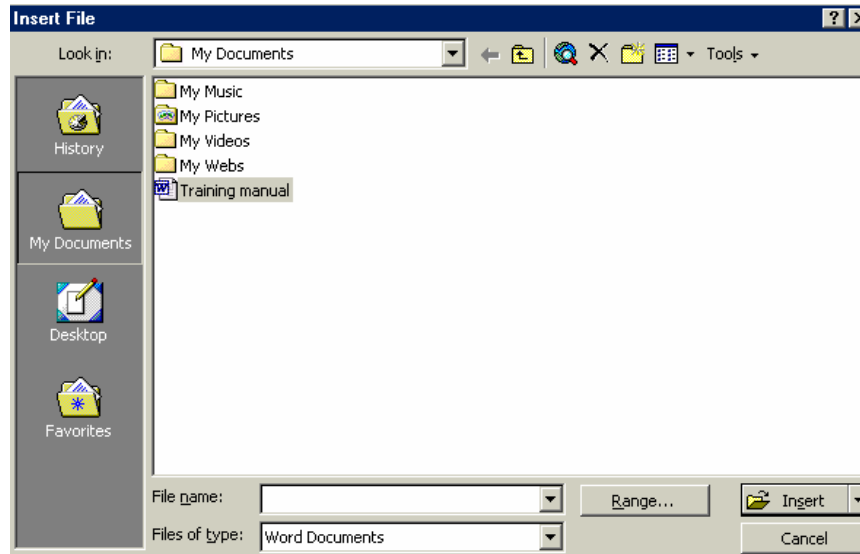 Insert File
Look in: My Documents Tools
My Music
My Pictures
My Videos
My Webs
Training manual
History
My Documents
Desktop
Favorites
File name: Range... Insert
Files of type: Word Documents Cancel